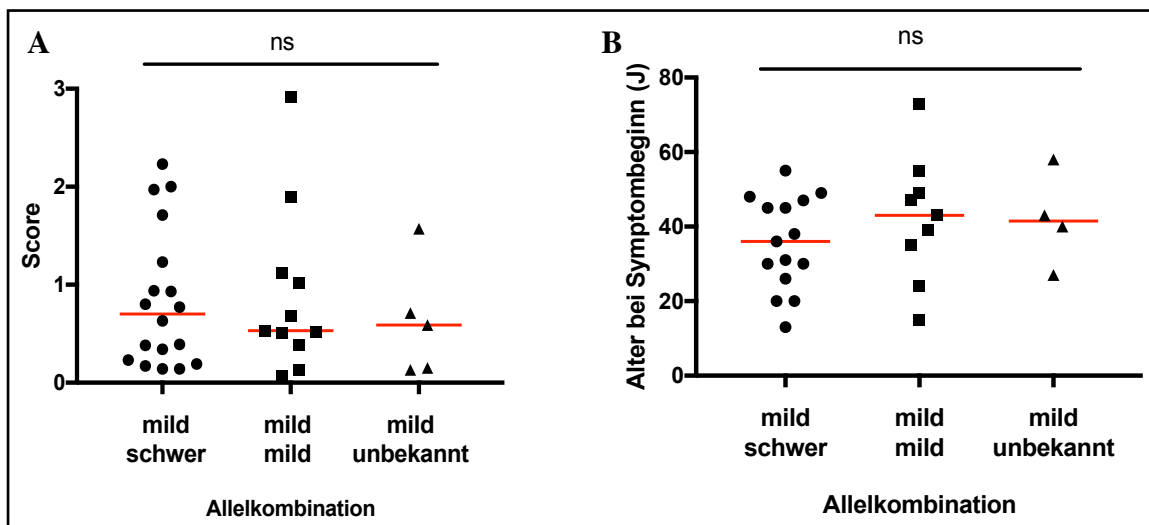 A
ns
Score
3
2
1
0
mild mild mild
schwer mild unbekannt
Allelkombination
B
ns
Alter bei Symptombeginn (J)
80
60
40
20
0
mild mild mild
schwer mild unbekannt
Allelkombination